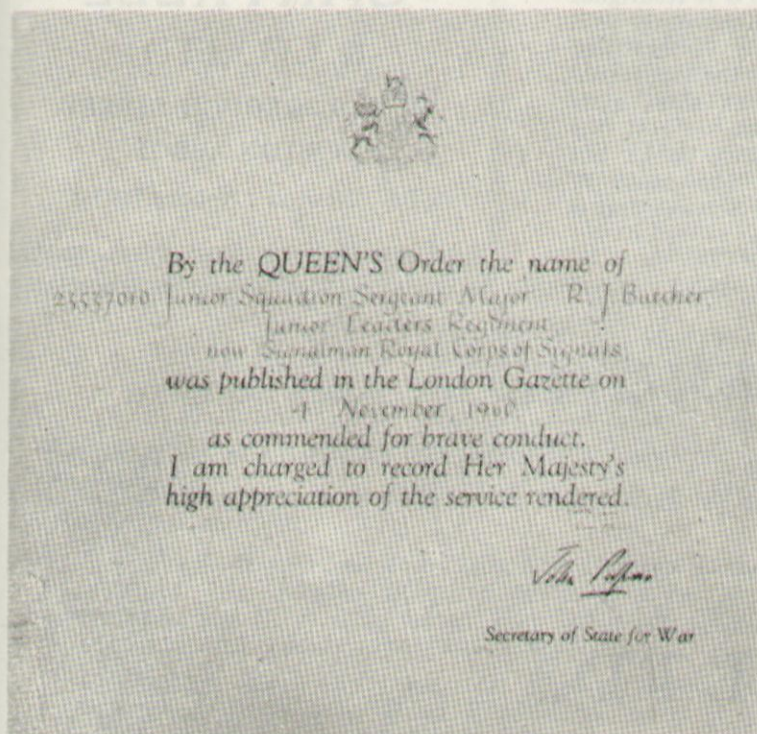 By the QUEEN'S Order the name of
23537010 Junior Squadron Sergeant Major R. J Butcher,
Junior Leaders Regiment,
now Signalman Royal Corps of Signals,
was published in the London Gazette on
4 November, 1960
as commended for brave conduct.
I am charged to record Her Majesty's
high appreciation of the service rendered.
Secretary of State for War